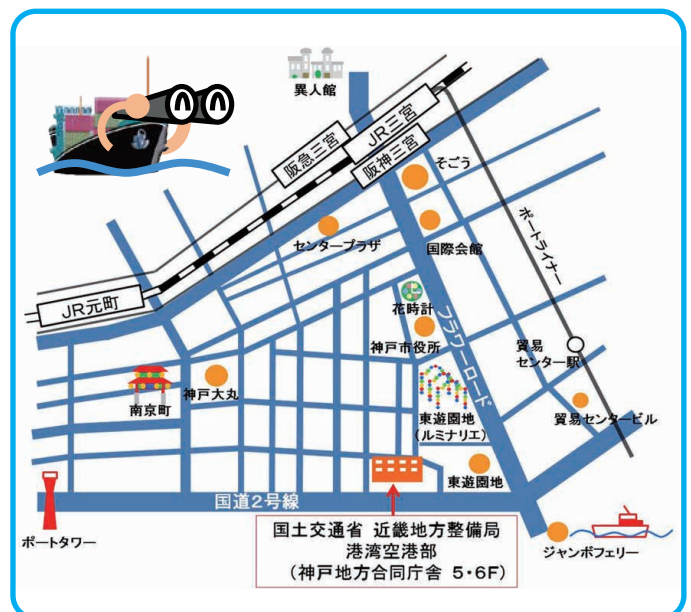 異人館
JR三宮
阪急三宮
阪神三宮
そごう
センタープラザ
国際会館
ポートライナー
JR元町
花時計
神戸市役所
フラワーロード
貿易
センター駅
南京町
神戸大丸
東遊園地
(ルミナリエ)
貿易センタービル
東遊園地
国道2号線
ポートタワー
国土交通省 近畿地方整備局
港湾空港部
(神戸地方合同庁舎 5・6F)
ジャンボフェリー